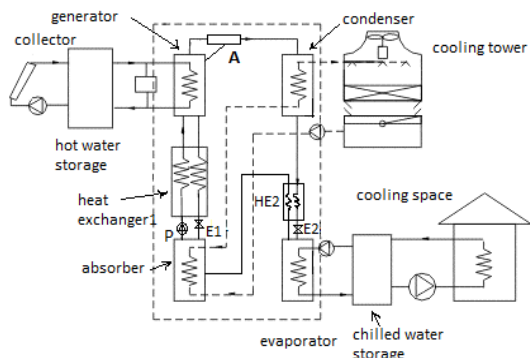 generator
condenser
collector
A
cooling tower
hot water
storage
heat
exchanger1
HE2
cooling space
P
E1
E2
absorber
evaporator
chilled water
storage